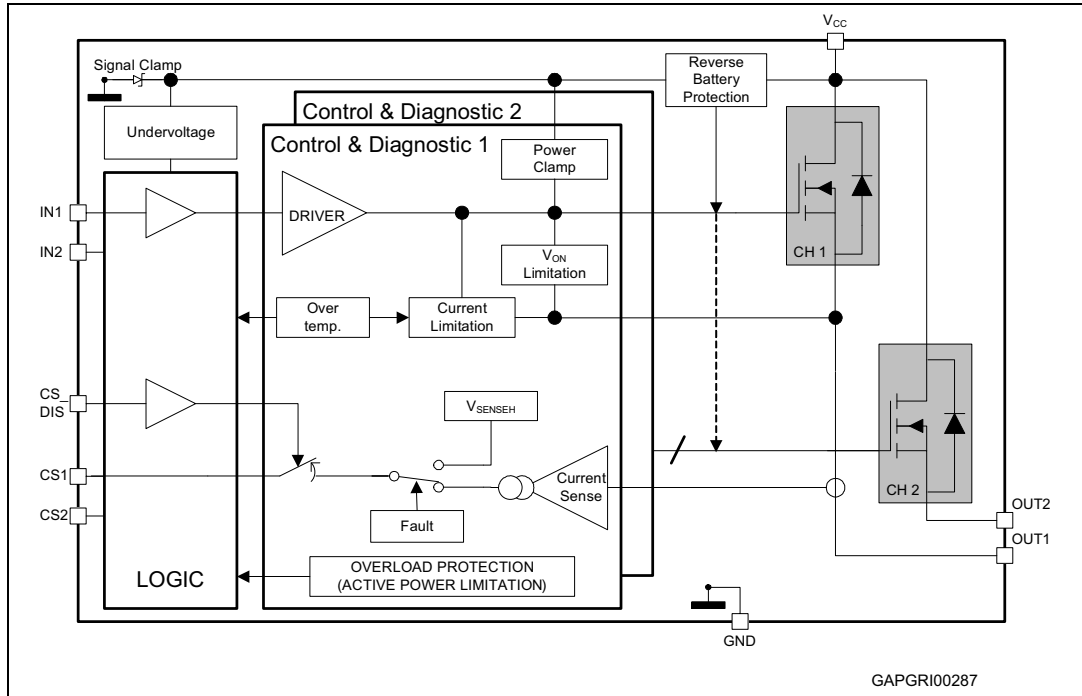 VCC
Signal Clamp
Reverse
Battery
Protection
Control & Diagnostic 2
Undervoltage
Control & Diagnostic 1
Power
Clamp
IN1
DRIVER
IN2
VON
Limitation
CH 1
Over
temp.
Current
Limitation
CS_
DIS
VSENSEH
CS1
Current
Sense
CH 2
Fault
CS2
OUT2
OUT1
OVERLOAD PROTECTION
(ACTIVE POWER LIMITATION)
LOGIC
GND
GAPGRI00287